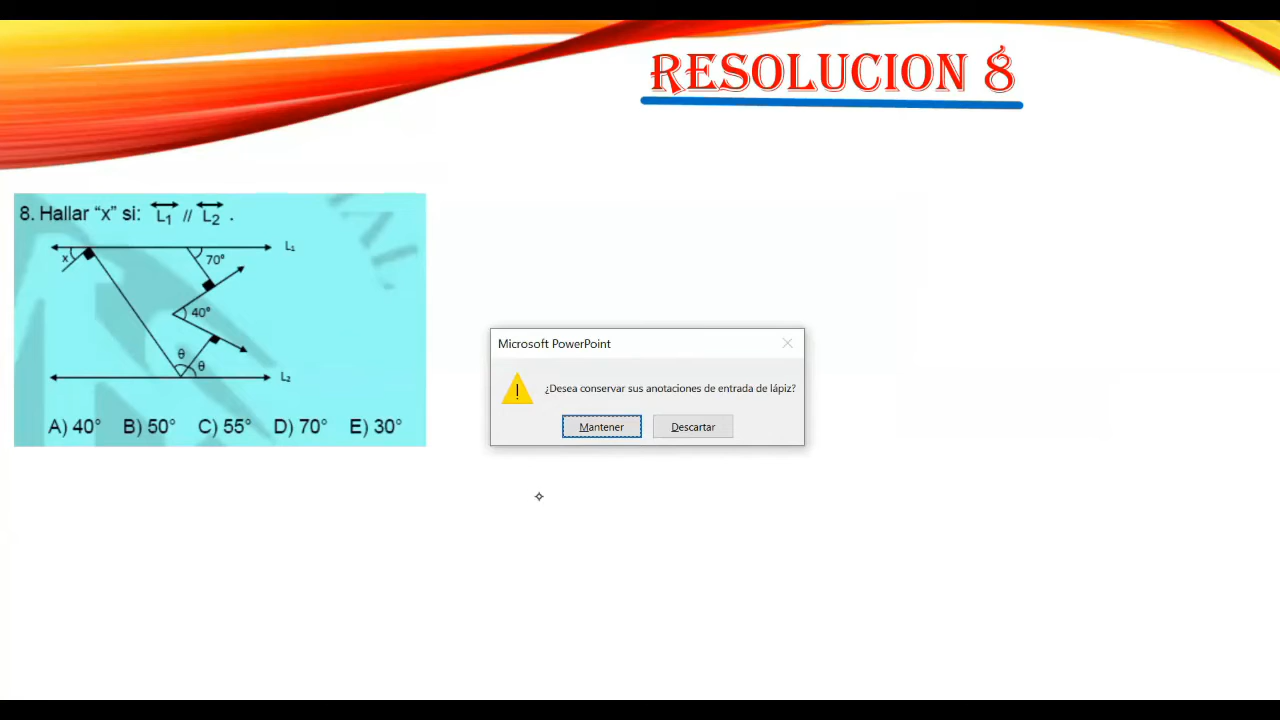 RESOLUCION 8
8. Hallar “x” si: L1 // L2 .
L1
x
70°
40°
θ
θ
L2
A) 40° B) 50° C) 55° D) 70° E) 30°
Microsoft PowerPoint
¿Desea conservar sus anotaciones de entrada de lápiz?
Mantener
Descartar